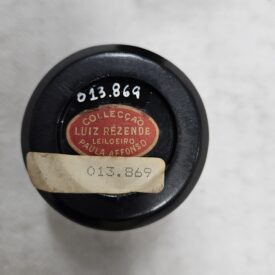 013.869
COLLECÇÃO
LUIZ REZENDE
LEILOEIRO
PAULA AFFONSO
013.869